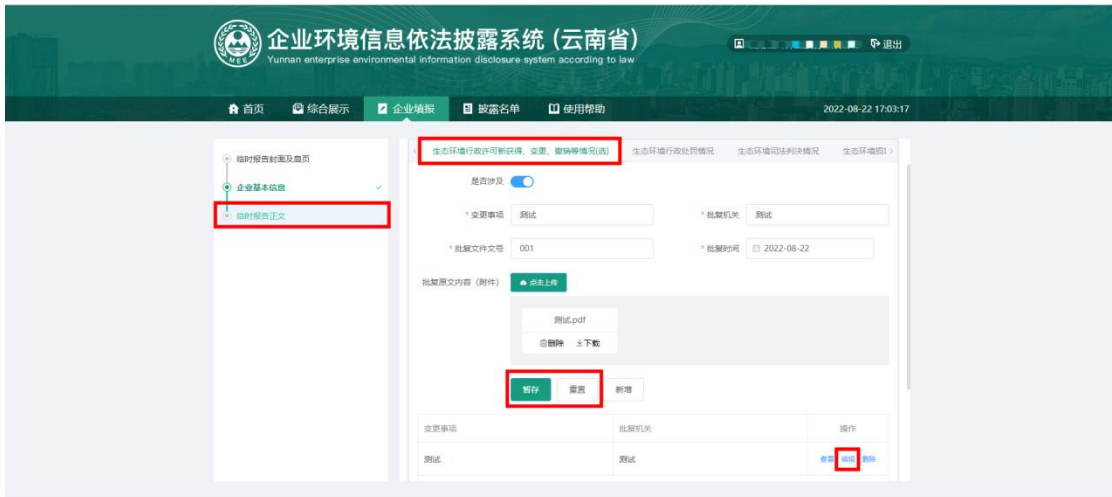 企业环境信息依法披露系统 (云南省)
Yunnan enterprise environmental information disclosure system according to law
MEE
退出
首页 综合展示 企业填报 披露名单 使用帮助 2022-08-22 17:03:17
临时报告封面及扉页
企业基本信息
临时报告正文
生态环境行政许可新获得、变更、撤销等情况(选) 生态环境行政处罚情况 生态环境司法判决情况 生态环境损
是否涉及
* 变更事项 测试 * 批复机关 测试
* 批复文件文号 001 * 批复时间 2022-08-22
批复原文内容 (附件) 点击上传
测试.pdf
删除 下载
暂存 重置 新增
变更事项 批复机关 操作
测试 测试 查看 编辑 删除